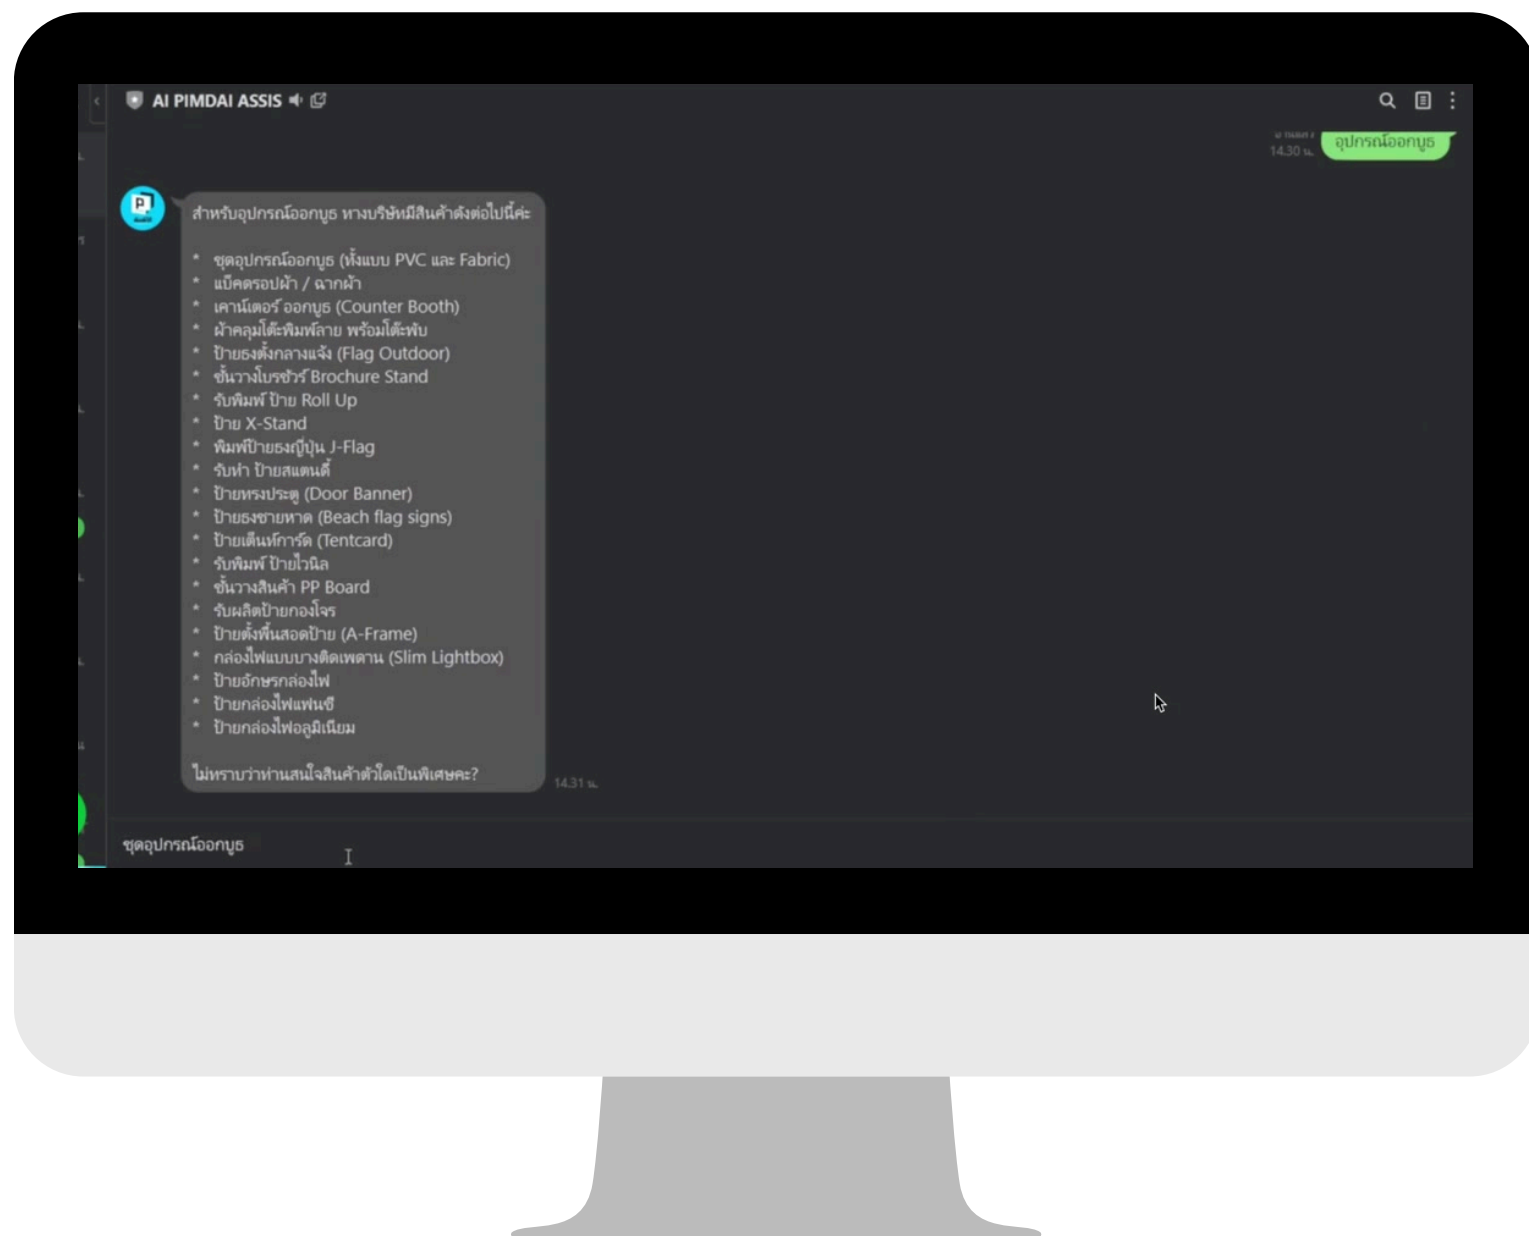 AI PIMDAI ASSIS
อุปกรณ์ออกบูธ
14.30 น.
P.
สำหรับอุปกรณ์ออกบูธ ทางบริษัทมีสินค้าดังต่อไปนี้ค่ะ
* ชุดอุปกรณ์ออกบูธ (ทั้งแบบ PVC และ Fabric)
* แบ็คดรอปผ้า / ฉากผ้า
* เคาน์เตอร์ ออกบูธ (Counter Booth)
* ผ้าคลุมโต๊ะพิมพ์ลาย พร้อมโต๊ะพับ
* ป้ายธงตั้งกลางแจ้ง (Flag Outdoor)
* ชั้นวางโบรชัวร์ Brochure Stand
* รับพิมพ์ ป้าย Roll Up
* ป้าย X-Stand
* พิมพ์ป้ายธงญี่ปุ่น J-Flag
* รับทำ ป้ายสแตนดี้
* ป้ายทรงประตู (Door Banner)
* ป้ายธงชายหาด (Beach flag signs)
* ป้ายเต็นท์การ์ด (Tentcard)
* รับพิมพ์ ป้ายไวนิล
* ชั้นวางสินค้า PP Board
* รับผลิตป้ายกองโจร
* ป้ายตั้งพื้นสอดป้าย (A-Frame)
* กล่องไฟแบบบางติดเพดาน (Slim Lightbox)
* ป้ายอักษรกล่องไฟ
* ป้ายกล่องไฟแฟนซี
* ป้ายกล่องไฟอลูมิเนียม
ไม่ทราบว่าท่านสนใจสินค้าตัวใดเป็นพิเศษคะ?
14.31 น.
ชุดอุปกรณ์ออกบูธ